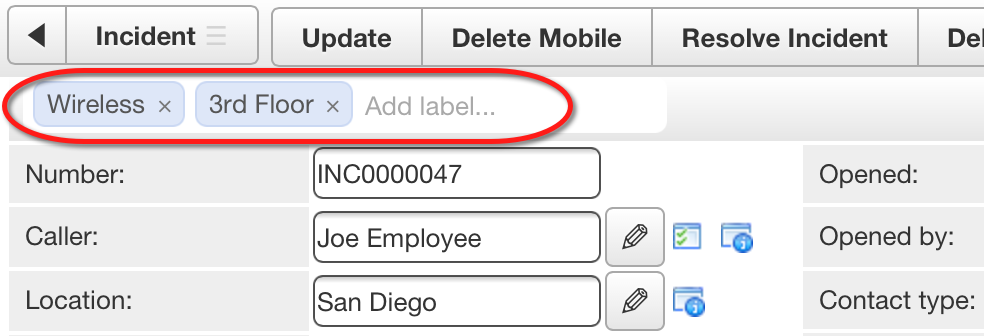 Incident Update Delete Mobile Resolve Incident Del
Wireless × 3rd Floor × Add label...
Number: INC0000047 Opened:
Caller: Joe Employee Opened by:
Location: San Diego Contact type: